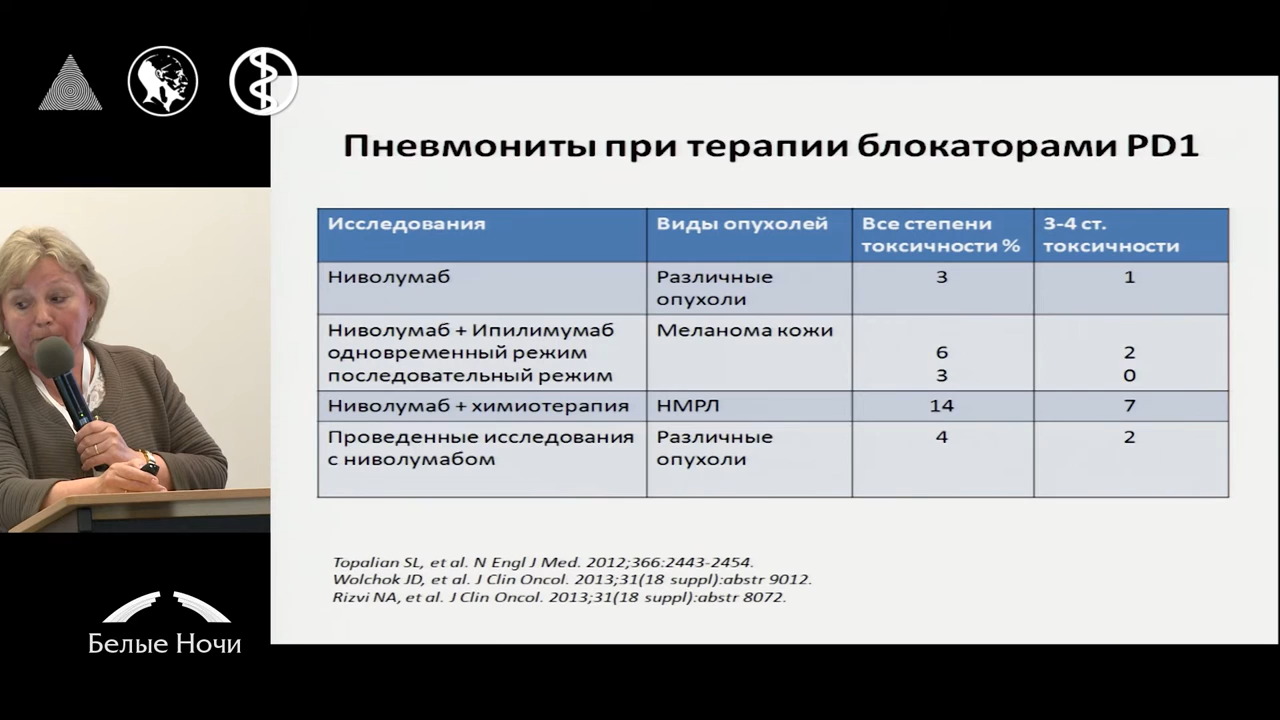 Пневмониты при терапии блокаторами PD1
Исследования
Виды опухолей
Все степени
токсичности %
3-4 ст.
токсичности
Ниволумаб
Различные
опухоли
3
1
Ниволумаб + Ипилимумаб
одновременный режим
последовательный режим
Меланома кожи
6
3
2
0
Ниволумаб + химиотерапия
НМРЛ
14
7
Проведенные исследования
с ниволумабом
Различные
опухоли
4
2
Topalian SL, et al. N Engl J Med. 2012;366:2443-2454.
Wolchok JD, et al. J Clin Oncol. 2013;31(18 suppl):abstr 9012.
Rizvi NA, et al. J Clin Oncol. 2013;31(18 suppl):abstr 8072.
Белые Ночи